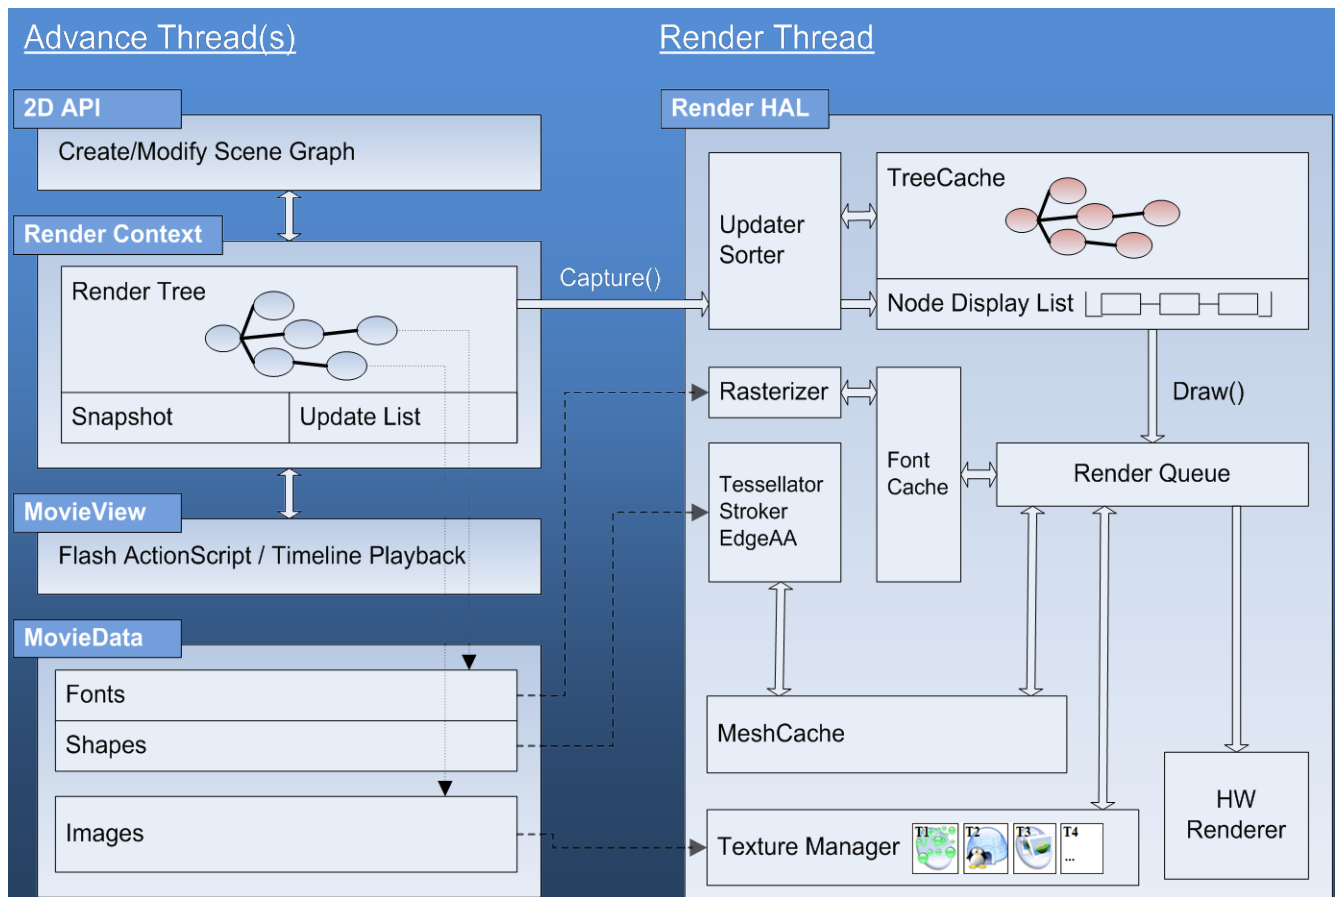 Advance Thread(s)
2D API
Create/Modify Scene Graph
Render Context
Render Tree
Snapshot
Update List
MovieView
Flash ActionScript / Timeline Playback
MovieData
Fonts
Shapes
Images
Capture()
Render Thread
Render HAL
Updater
Sorter
TreeCache
Node Display List
Rasterizer
Draw()
Font
Cache
Render Queue
Tessellator
Stroker
EdgeAA
MeshCache
HW
Renderer
Texture Manager
T1
T2
T3
T4
...